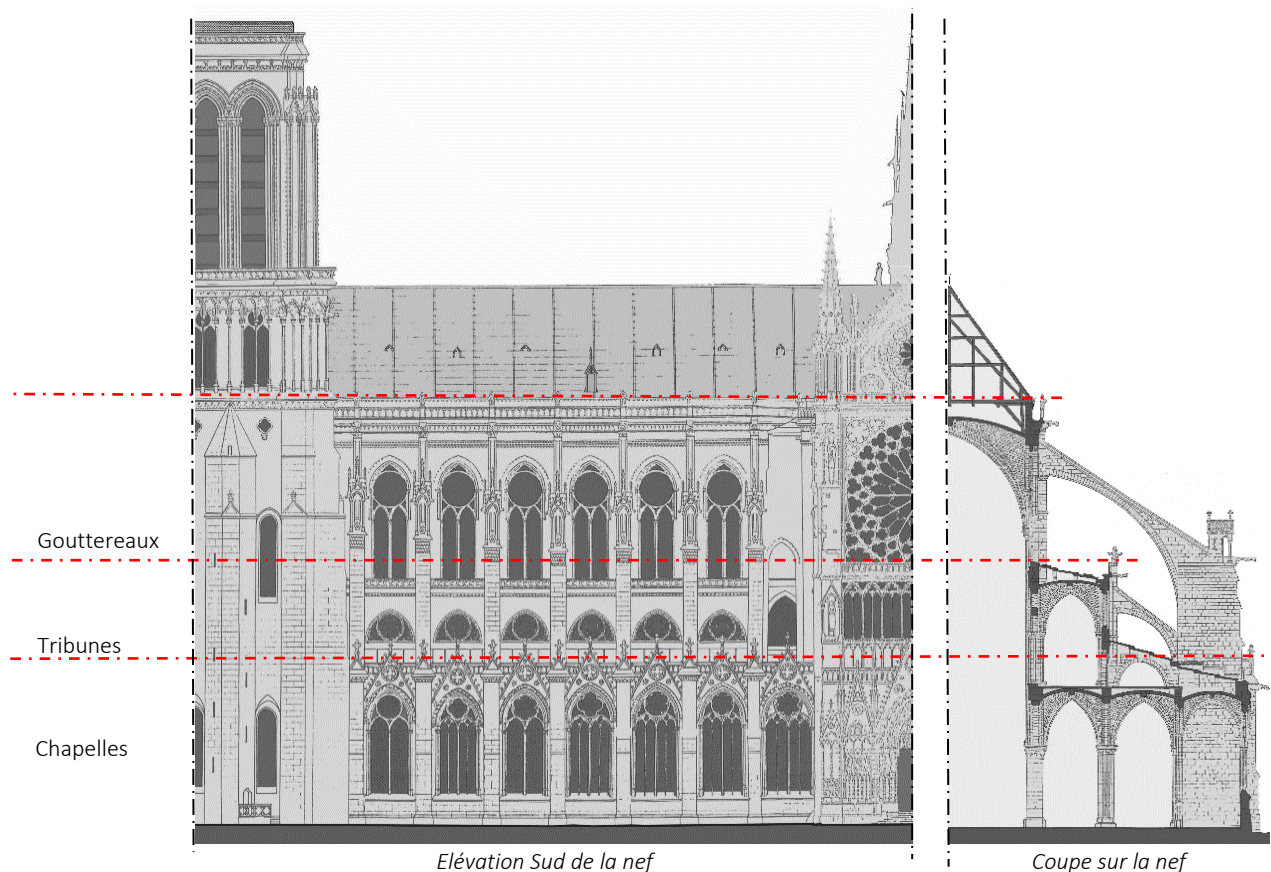 Gouttereaux
Tribunes
Chapelles
Elévation Sud de la nef
Coupe sur la nef